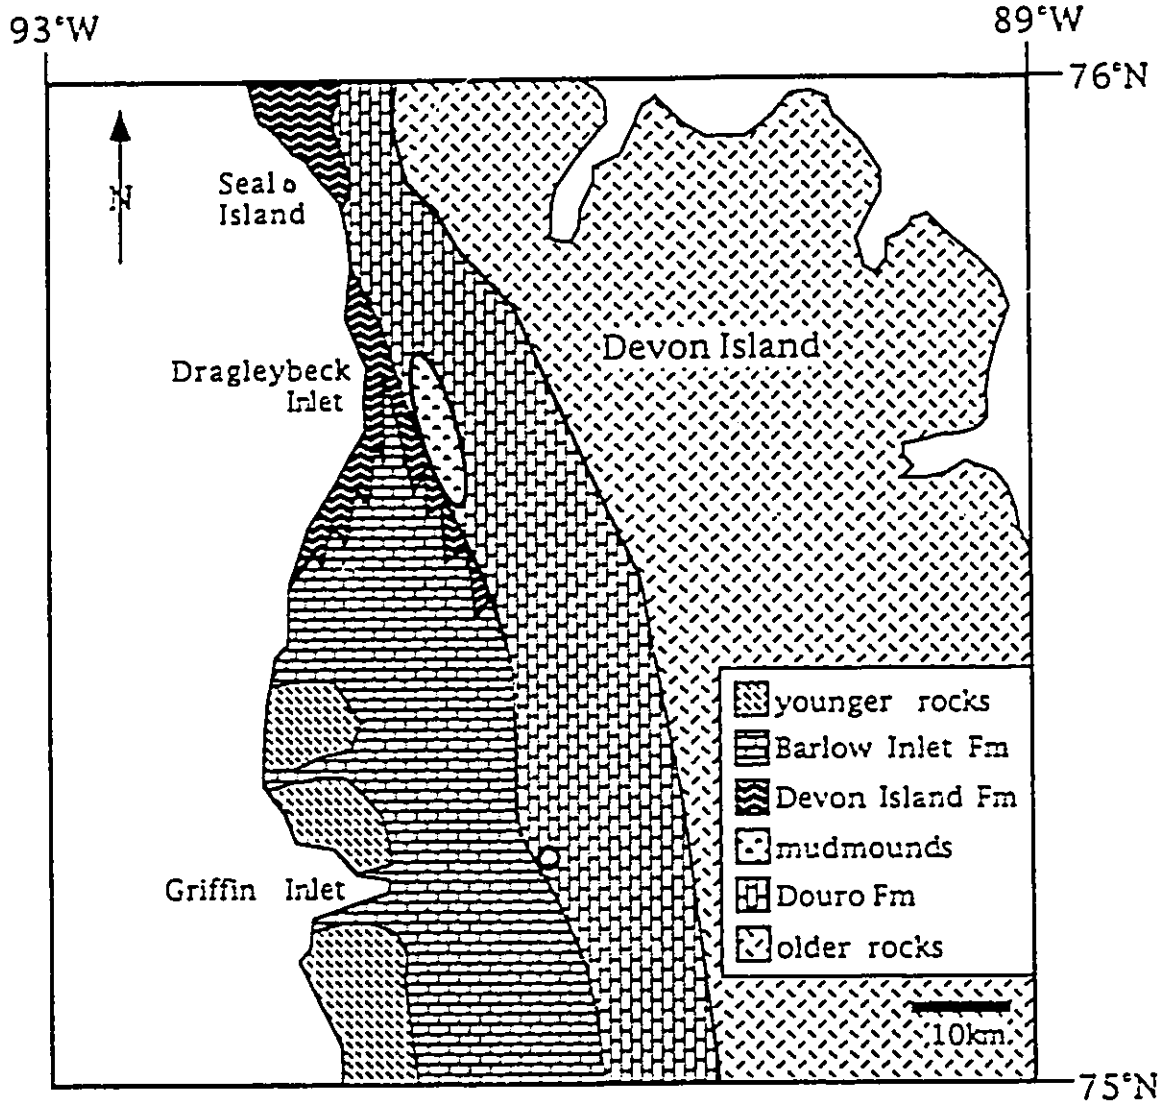 93°W
89°W
76°N
N
Seal
Island
Devon Island
Dragleybeck
Inlet
younger rocks
Barlow Inlet Fm
Devon Island Fm
mudmounds
Griffin Inlet
Douro Fm
older rocks
10km.
75°N